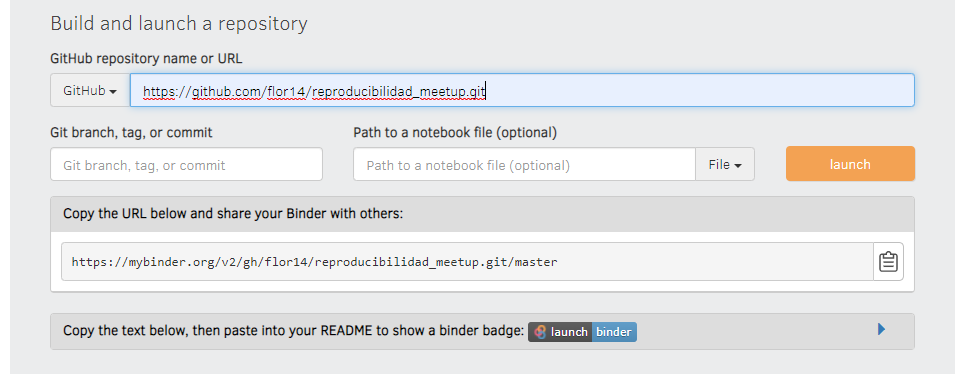 Build and launch a repository
GitHub repository name or URL
GitHub https://github.com/flor14/reproducibilidad_meetup.git
Git branch, tag, or commit Path to a notebook file (optional)
Git branch, tag, or commit Path to a notebook file (optional) File launch
Copy the URL below and share your Binder with others:
https://mybinder.org/v2/gh/flor14/reproducibilidad_meetup.git/master
Copy the text below, then paste into your README to show a binder badge: launch binder